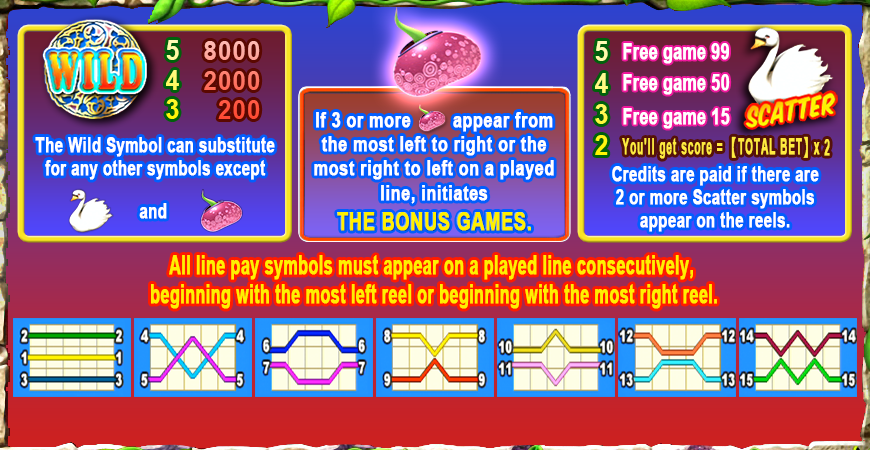 WILD
5 8000
4 2000
3 200
The Wild Symbol can substitute
for any other symbols except
and
If 3 or more appear from
the most left to right or the
most right to left on a played
line, initiates
THE BONUS GAMES.
5 Free game 99
4 Free game 50
3 Free game 15
SCATTER
2 You'll get score = [TOTAL BET] x 2
Credits are paid if there are
2 or more Scatter symbols
appear on the reels.
All line pay symbols must appear on a played line consecutively,
beginning with the most left reel or beginning with the most right reel.
2 2
1 1
3 3
4 4
5 5
6 6
7 7
8 8
9 9
10 10
11 11
12 12
13 13
14 14
15 15